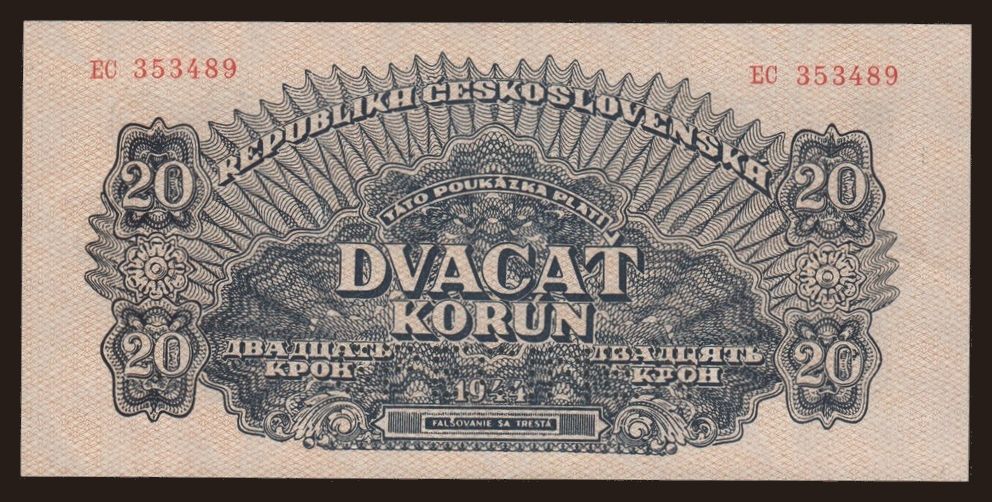 EC 353489
EC 353489
REPUBLIKA ČESKOSLOVENSKÁ
20
20
TÁTO POUKÁZKA PLATÍ
DVACAŤ
KORÚN
20
20
ДВАДЦАТЬ
КРОН
ДВАДЦЯТЬ
КРОН
1944
FALŠOVANIE SA TRESTÁ